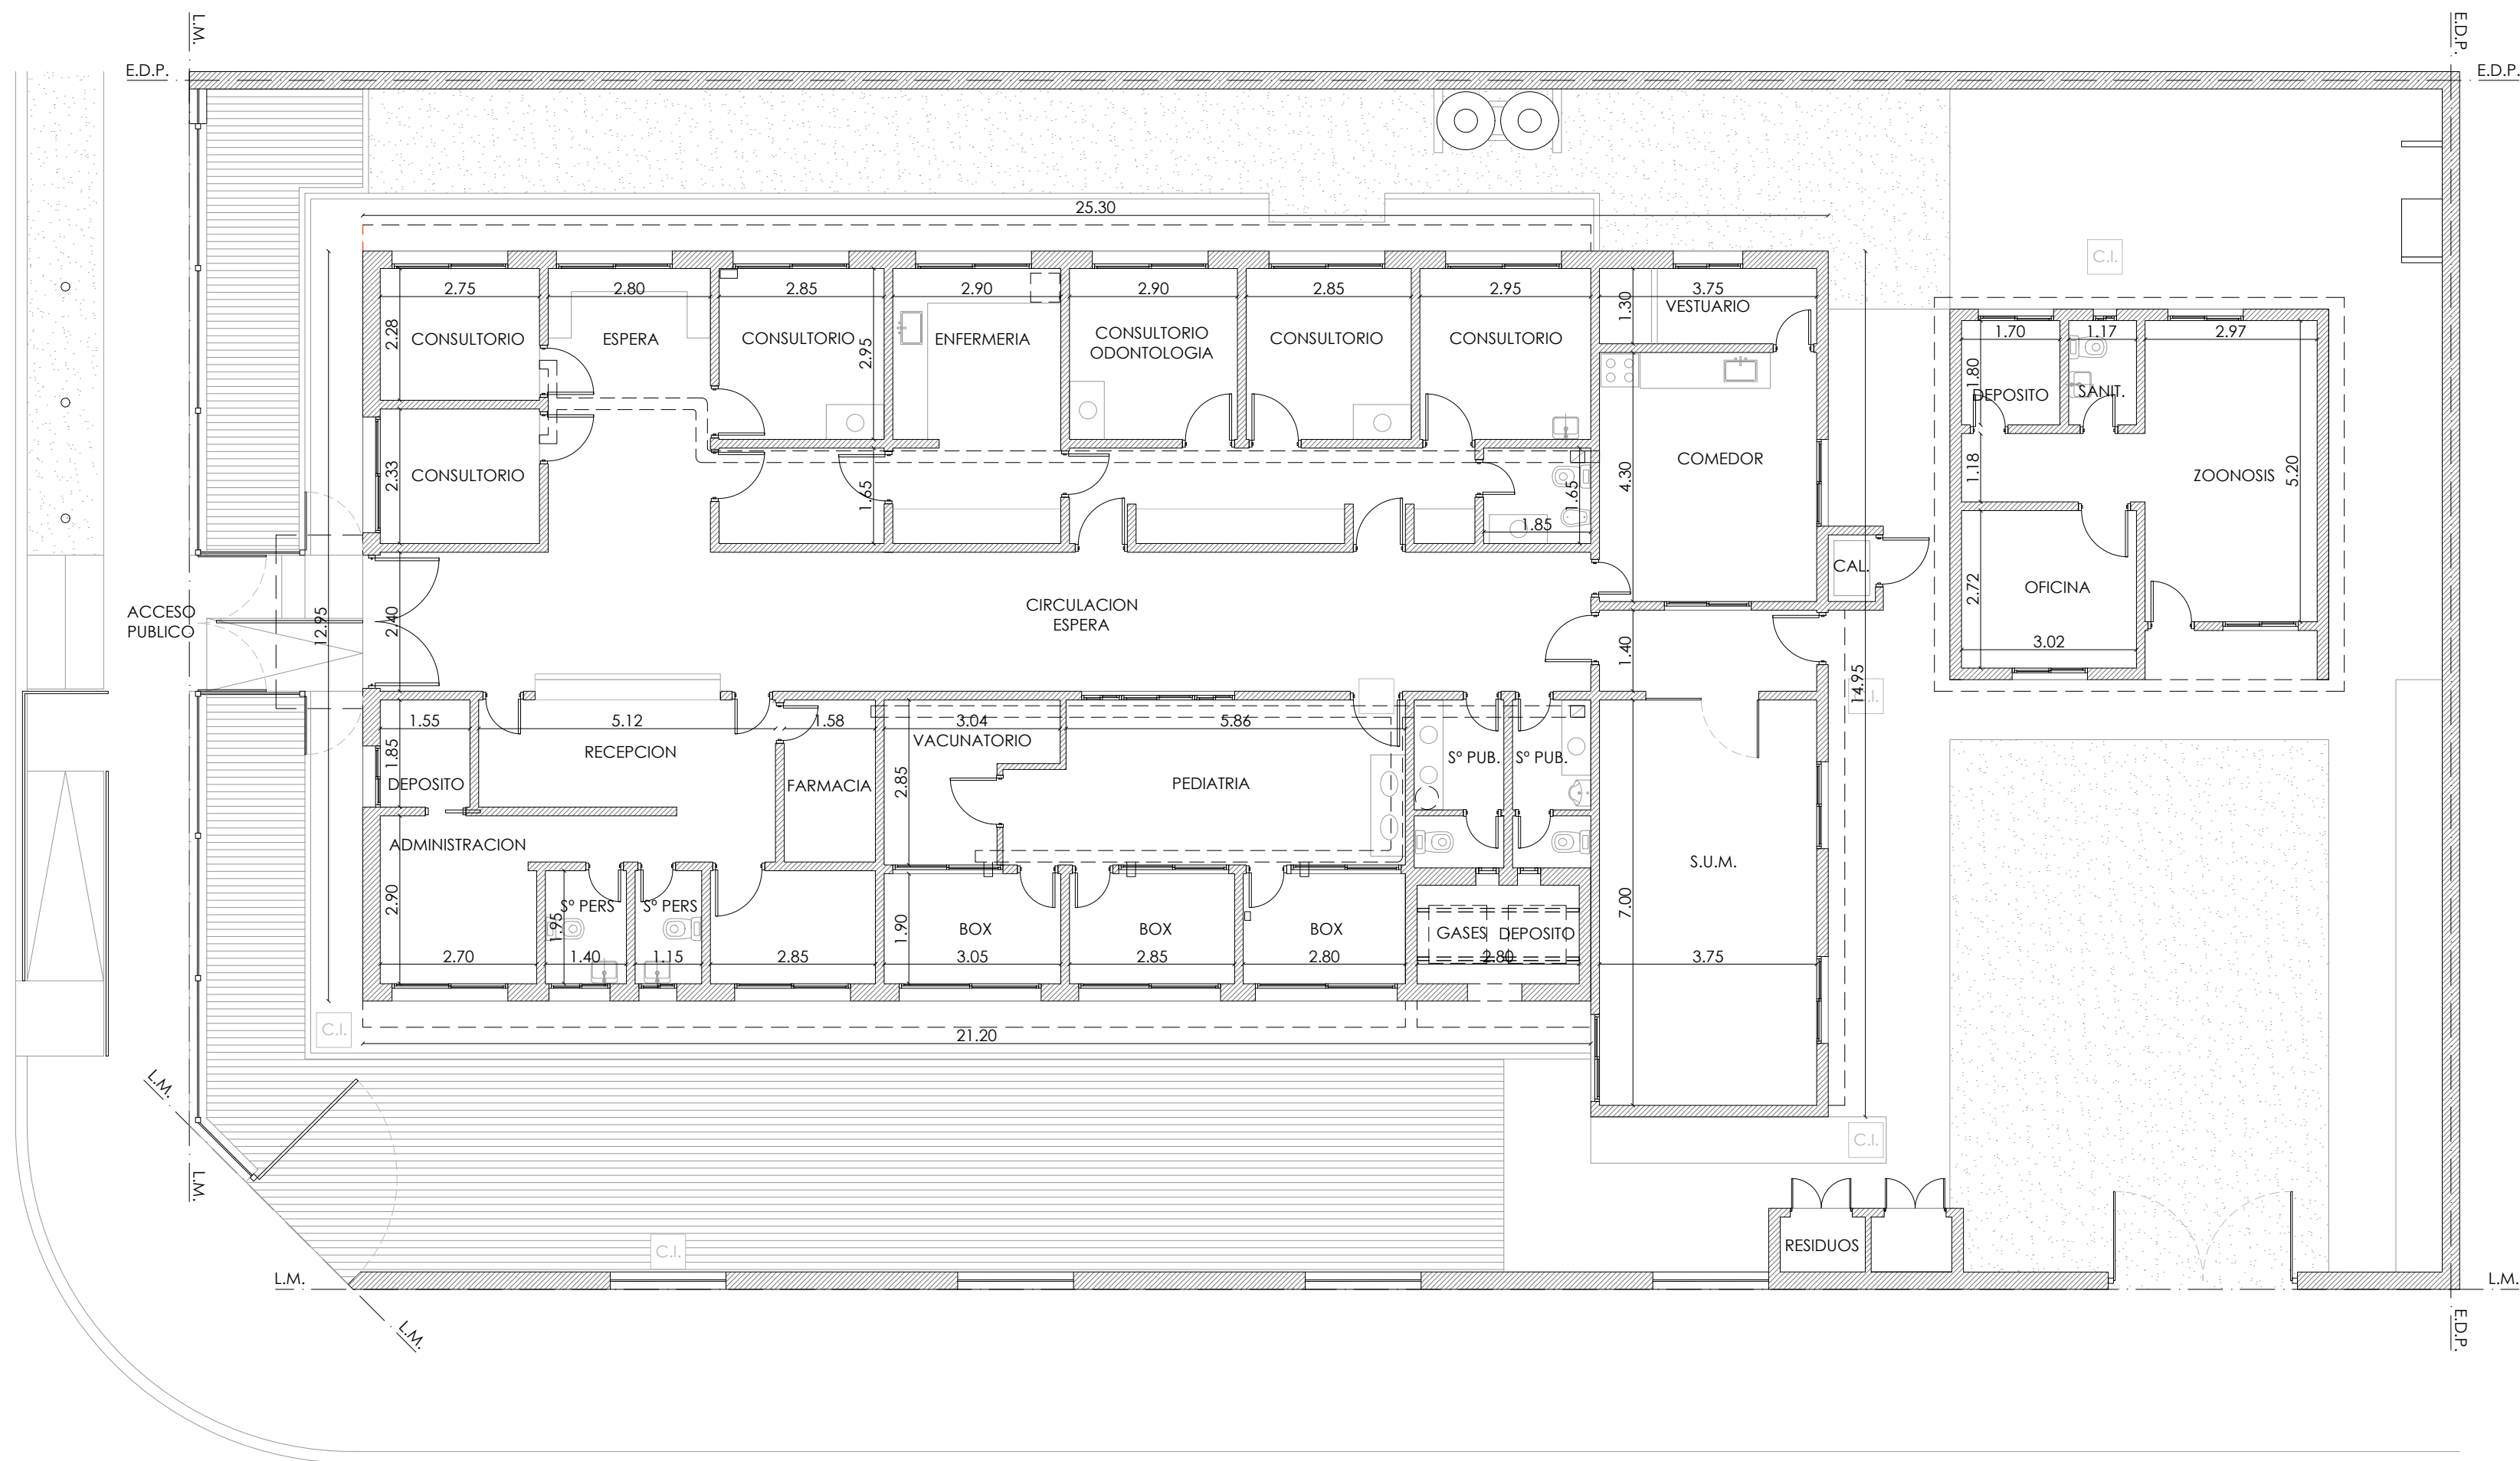 L.M.
E.D.P.
E.D.P.
E.D.P.
25.30
C.I.
2.75
2.80
2.85
2.90
2.90
2.85
2.95
3.75
1.30
VESTUARIO
CONSULTORIO
2.28
ESPERA
CONSULTORIO
2.95
ENFERMERIA
CONSULTORIO
ODONTOLOGIA
CONSULTORIO
CONSULTORIO
1.70
1.17
2.97
1.80
DEPOSITO
SANIT.
CONSULTORIO
2.33
1.65
1.65
1.85
COMEDOR
4.30
1.18
ZOONOSIS
5.20
CAL.
OFICINA
2.72
3.02
ACCESO
PUBLICO
12.95
2.40
CIRCULACION
ESPERA
1.40
14.95
C.I.
1.55
5.12
1.58
3.04
5.86
1.85
RECEPCION
VACUNATORIO
DEPOSITO
FARMACIA
2.85
PEDIATRIA
Sº PUB.
Sº PUB.
ADMINISTRACION
S.U.M.
2.90
Sº PERS
Sº PERS
1.95
1.90
BOX
BOX
BOX
GASES
DEPOSITO
7.00
2.70
1.40
1.15
2.85
3.05
2.85
2.80
2.80
3.75
C.I.
21.20
L.M.
C.I.
L.M.
RESIDUOS
C.I.
L.M.
L.M.
L.M.
E.D.P.